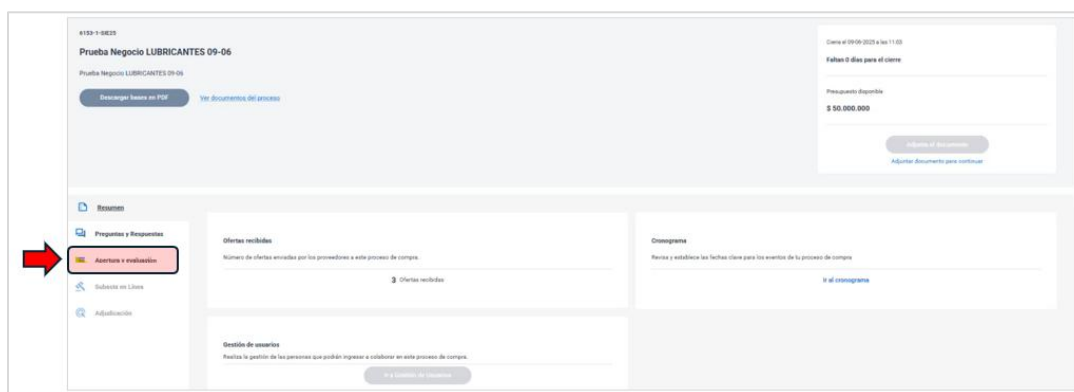 6153-1-SIE25
Prueba Negocio LUBRICANTES 09-06
Prueba Negocio LUBRICANTES 09-06
Descargar bases en PDF
Ver documentos del proceso
Cierra el 09-06-2025 a las 11:03
Faltan 0 días para el cierre
Presupuesto disponible
$ 50.000.000
Adjunta el documento
Adjuntar documento para continuar
Resumen
Preguntas y Respuestas
Apertura y evaluación
Subasta en Línea
Adjudicación
Ofertas recibidas
Número de ofertas enviadas por los proveedores a este proceso de compra.
3 Ofertas recibidas
Cronograma
Revisa y establece las fechas clave para los eventos de tu proceso de compra
Ir al cronograma
Gestión de usuarios
Realiza la gestión de las personas que podrán ingresar a colaborar en este proceso de compra.
Ir a Gestión de Usuarios